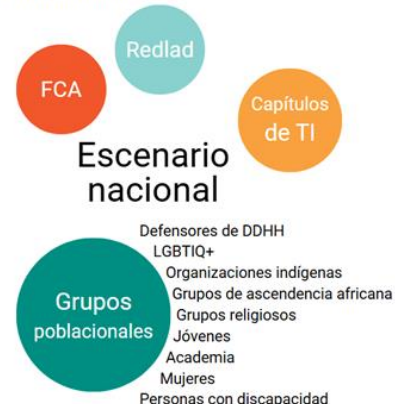 Redlad
FCA
Capítulos
de TI
Escenario
nacional
Defensores de DDHH
LGBTIQ+
Organizaciones indígenas
Grupos de ascendencia africana
Grupos religiosos
Jóvenes
Academia
Mujeres
Personas con discapacidad
Grupos
poblacionales